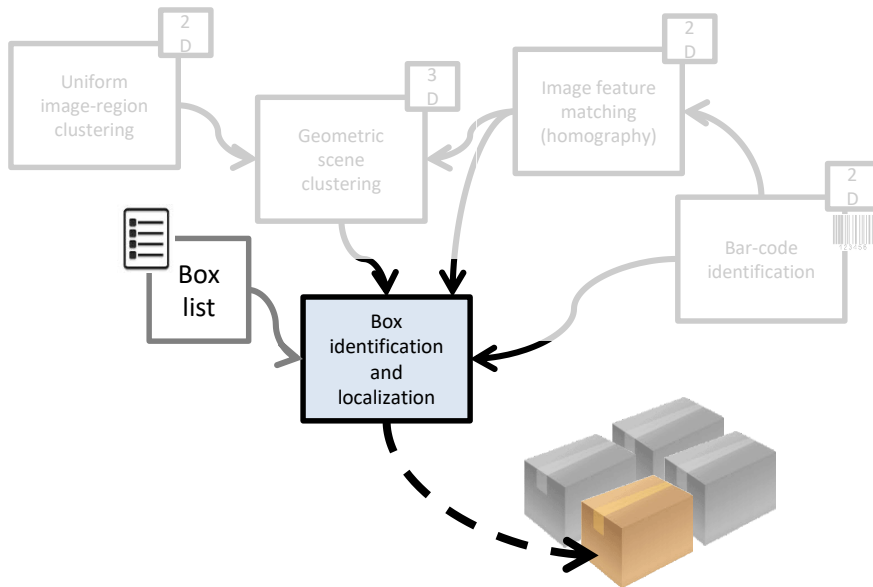 2
D
Uniform
image-region
clustering
3
D
Geometric
scene
clustering
2
D
Image feature
matching
(homography)
2
D
123456
Bar-code
identification
Box
list
Box
identification
and
localization